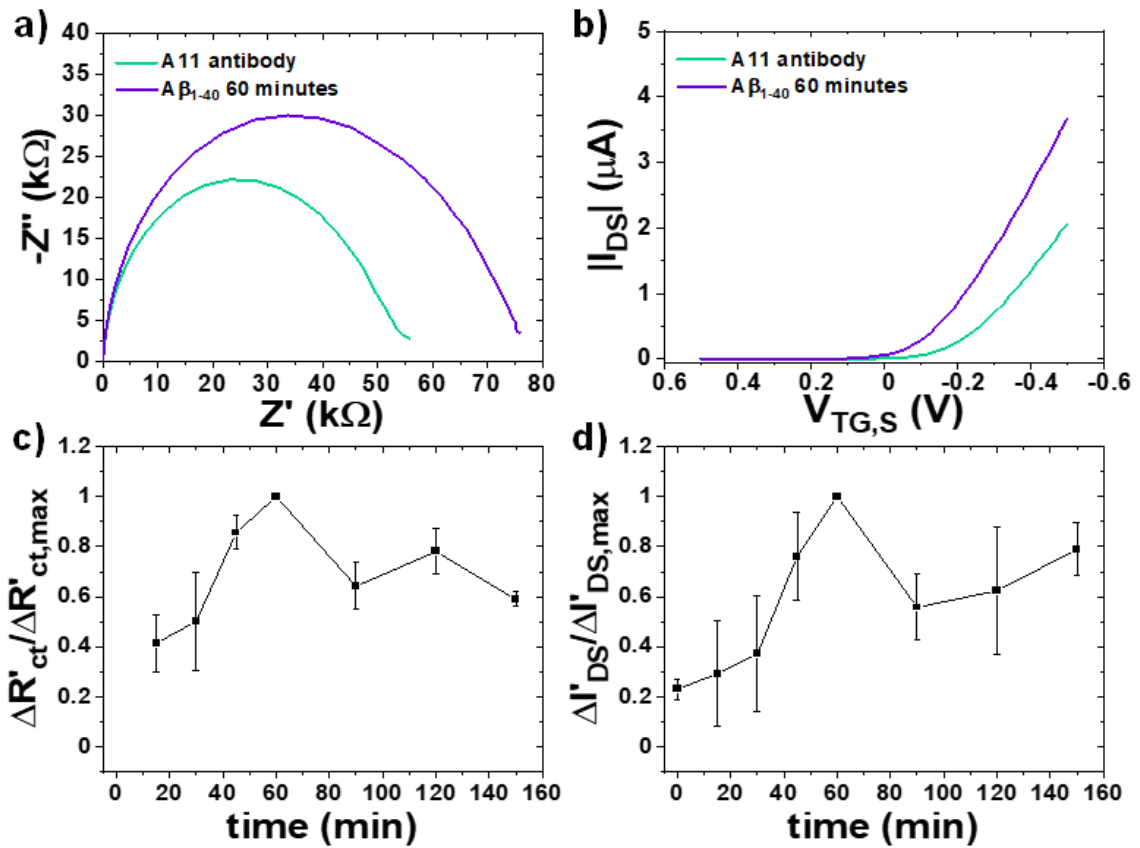 a)
-Z'' (kΩ)
40
35
30
25
20
15
10
5
0
A11 antibody
Aβ1-40 60 minutes
0 10 20 30 40 50 60 70 80
Z' (kΩ)
b)
|IDS| (μA)
5
4
3
2
1
0
A11 antibody
Aβ1-40 60 minutes
0.6 0.4 0.2 0 -0.2 -0.4 -0.6
VTG,S (V)
c)
ΔR'ct/ΔR'ct,max
1.2
1
0.8
0.6
0.4
0.2
0
0 20 40 60 80 100 120 140 160
time (min)
d)
ΔI'DS/ΔI'DS,max
1.2
1
0.8
0.6
0.4
0.2
0
0 20 40 60 80 100 120 140 160
time (min)